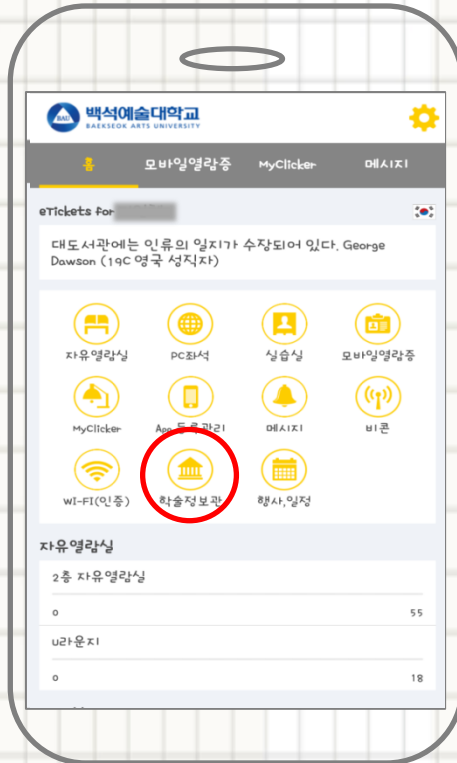 BAU 백석예술대학교
BAEKSEOK ARTS UNIVERSITY
홈 모바일열람증 MyClicker 메시지
eTickets for
대도서관에는 인류의 일지가 수장되어 있다. George
Dawson (19C 영국 성직자)
자유열람실 PC좌석 실습실 모바일열람증
MyClicker App 등록관리 메시지 비콘
WI-FI(인증) 학술정보관 행사,일정
자유열람실
2층 자유열람실
0 55
U라운지
0 18